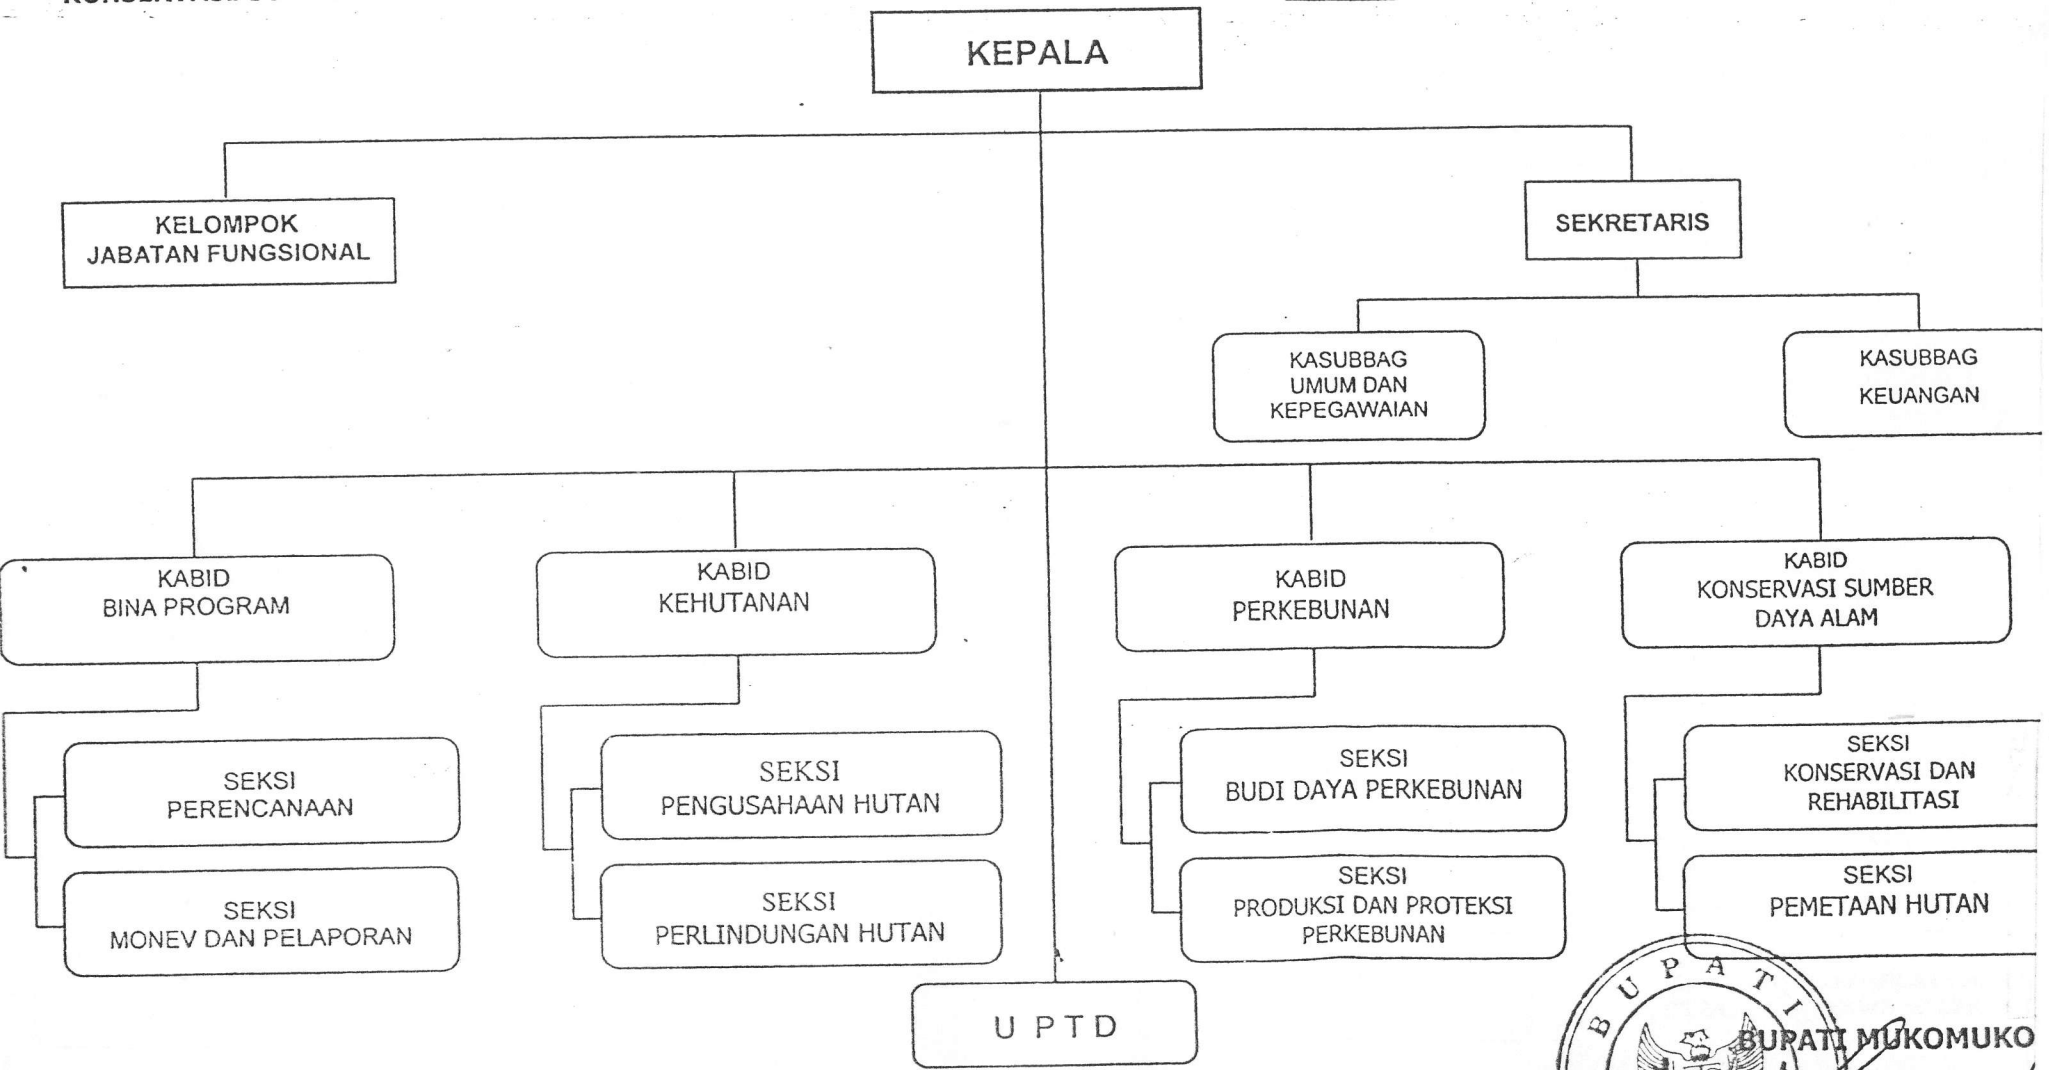 KEPALA
KELOMPOK
JABATAN FUNGSIONAL
SEKRETARIS
KASUBBAG
UMUM DAN
KEPEGAWAIAN
KASUBBAG
KEUANGAN
KABID
BINA PROGRAM
KABID
KEHUTANAN
KABID
PERKEBUNAN
KABID
KONSERVASI SUMBER
DAYA ALAM
SEKSI
PERENCANAAN
SEKSI
MONEV DAN PELAPORAN
SEKSI
PENGUSAHAAN HUTAN
SEKSI
PERLINDUNGAN HUTAN
SEKSI
BUDI DAYA PERKEBUNAN
SEKSI
PRODUKSI DAN PROTEKSI
PERKEBUNAN
SEKSI
KONSERVASI DAN
REHABILITASI
SEKSI
PEMETAAN HUTAN
U PTD
BUPATI
BUPATI MUKOMUKO